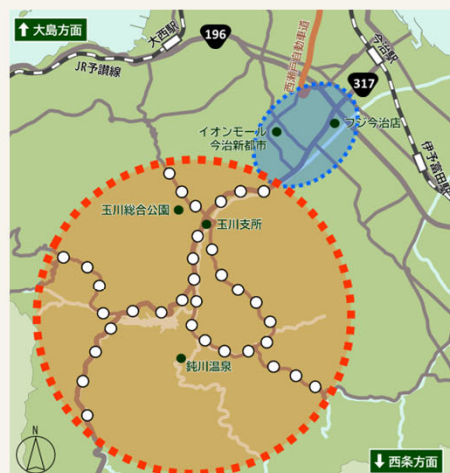 ↑大島方面
大西駅
JR予讃線
196
西瀬戸自動車道
今治駅
317
イオンモール
今治新都市
フジ今治店
伊予富田駅
玉川総合公園
玉川支所
鈍川温泉
N
↓西条方面